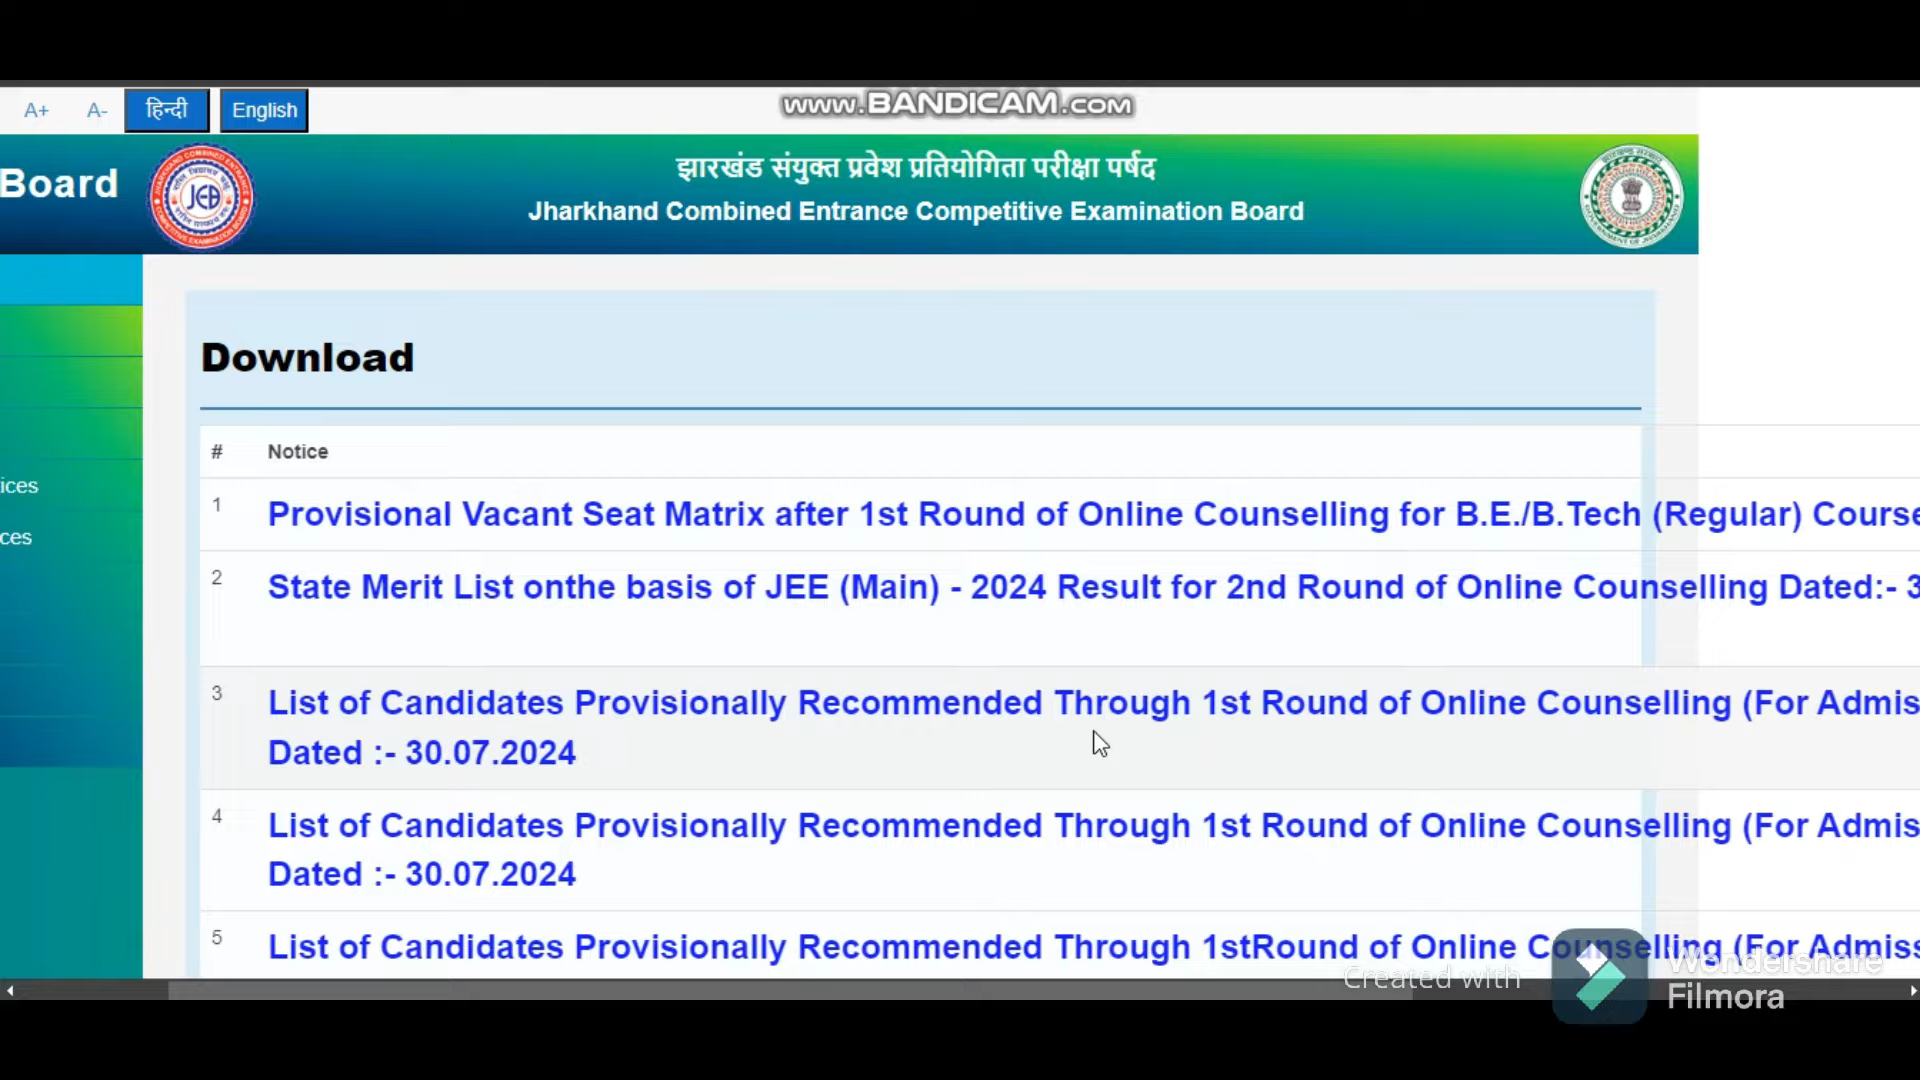 A+ A- हिन्दी English
www.BANDICAM.com
Board
JEB
झारखंड संयुक्त प्रवेश प्रतियोगिता परीक्षा पर्षद
Jharkhand Combined Entrance Competitive Examination Board
Download
# Notice
1 Provisional Vacant Seat Matrix after 1st Round of Online Counselling for B.E./B.Tech (Regular) Course
ices
ces
2 State Merit List onthe basis of JEE (Main) - 2024 Result for 2nd Round of Online Counselling Dated:- 3
3 List of Candidates Provisionally Recommended Through 1st Round of Online Counselling (For Admis
Dated :- 30.07.2024
4 List of Candidates Provisionally Recommended Through 1st Round of Online Counselling (For Admis
Dated :- 30.07.2024
5 List of Candidates Provisionally Recommended Through 1stRound of Online Counselling (For Admiss
Created with Wondershare
Filmora